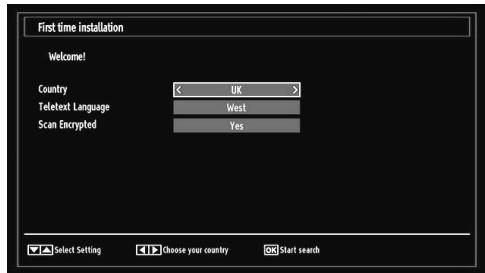 First time installation
Welcome!
Country < UK >
Teletext Language West
Scan Encrypted Yes
Select Setting Choose your country OK Start search